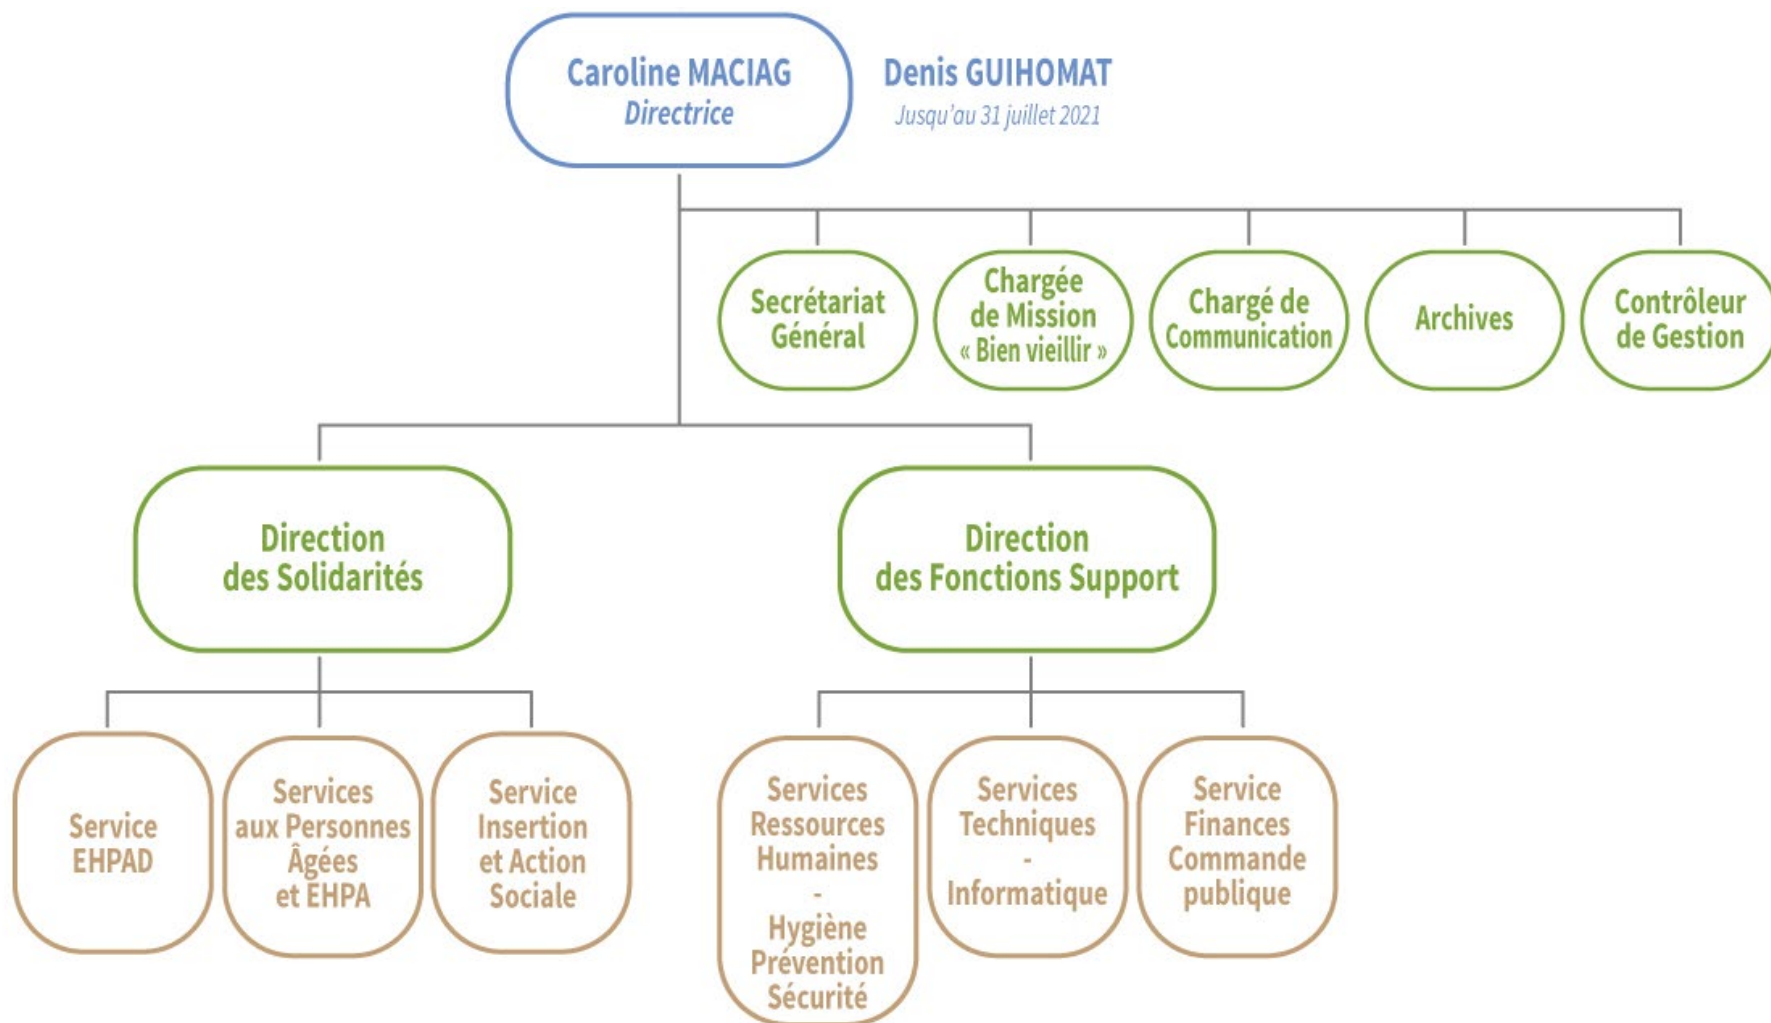 Caroline MACIAG
Directrice
Denis GUIHOMAT
Jusqu'au 31 juillet 2021
Secrétariat
Général
Chargée
de Mission
« Bien vieillir »
Chargé de
Communication
Archives
Contrôleur
de Gestion
Direction
des Solidarités
Direction
des Fonctions Support
Service
EHPAD
Services
aux Personnes
Âgées
et EHPA
Service
Insertion
et Action
Sociale
Services
Ressources
Humaines
-
Hygiène
Prévention
Sécurité
Services
Techniques
-
Informatique
Service
Finances
Commande
publique